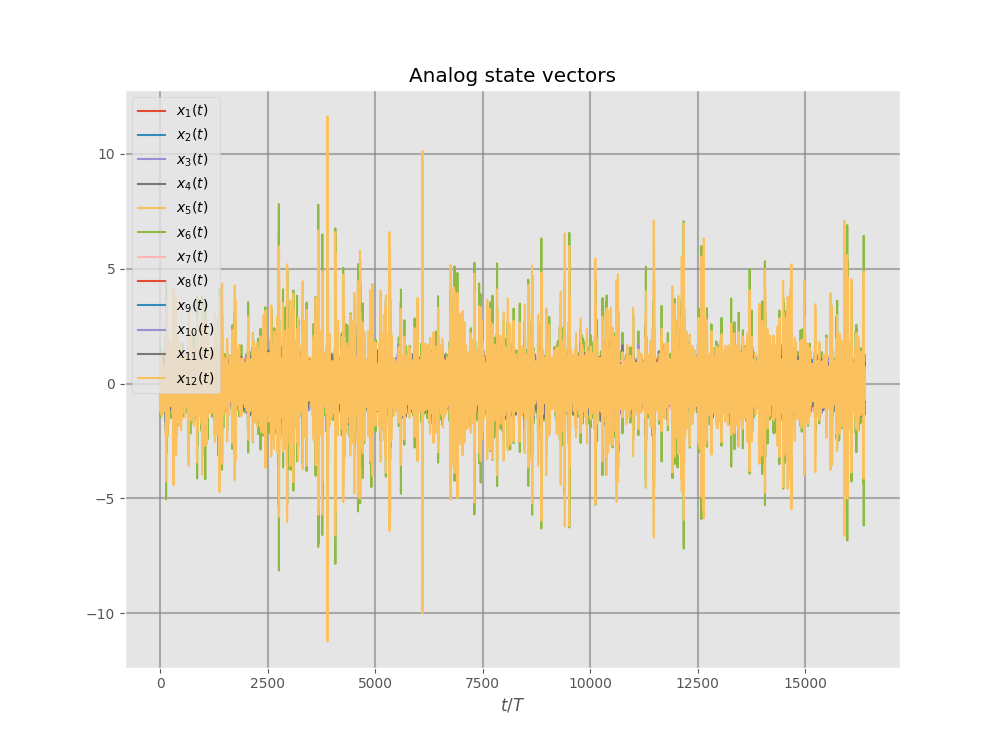 Analog state vectors
x₁(t)
x₂(t)
x₃(t)
x₄(t)
x₅(t)
x₆(t)
x₇(t)
x₈(t)
x₉(t)
x₁₀(t)
x₁₁(t)
x₁₂(t)
10
5
0
−5
−10
0 2500 5000 7500 10000 12500 15000
t/T